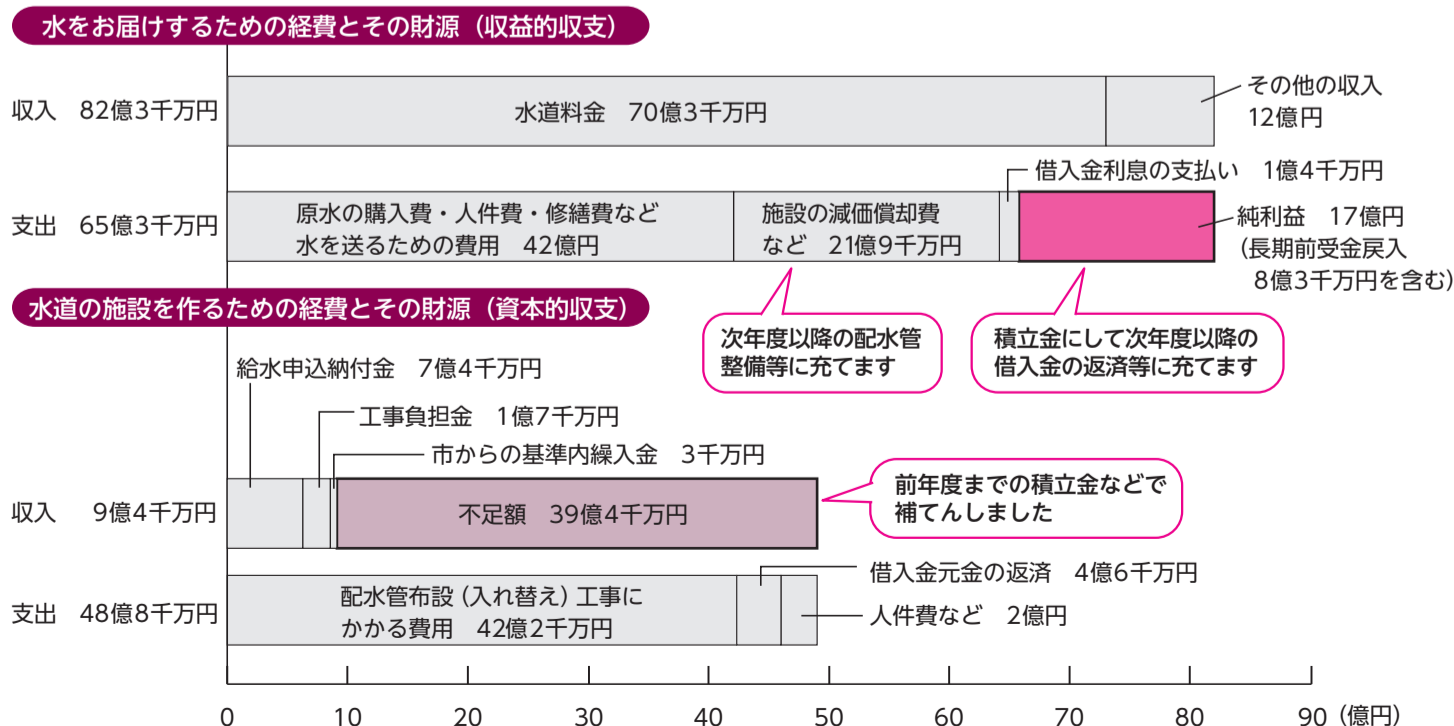 水をお届けするための経費とその財源（収益的収支）
収入　82億3千万円
水道料金　70億3千万円
その他の収入
12億円
支出　65億3千万円
原水の購入費・人件費・修繕費など
水を送るための費用　42億円
施設の減価償却費
など　21億9千万円
借入金利息の支払い　1億4千万円
純利益　17億円
(長期前受金戻入
8億3千万円を含む)
次年度以降の配水管
整備等に充てます
積立金にして次年度以降の
借入金の返済等に充てます
水道の施設を作るための経費とその財源（資本的収支）
給水申込納付金　7億4千万円
工事負担金　1億7千万円
市からの基準内繰入金　3千万円
収入　9億4千万円
不足額　39億4千万円
前年度までの積立金などで
補てんしました
支出　48億8千万円
配水管布設（入れ替え）工事に
かかる費用　42億2千万円
借入金元金の返済　4億6千万円
人件費など　2億円
0 10 20 30 40 50 60 70 80 90 (億円)